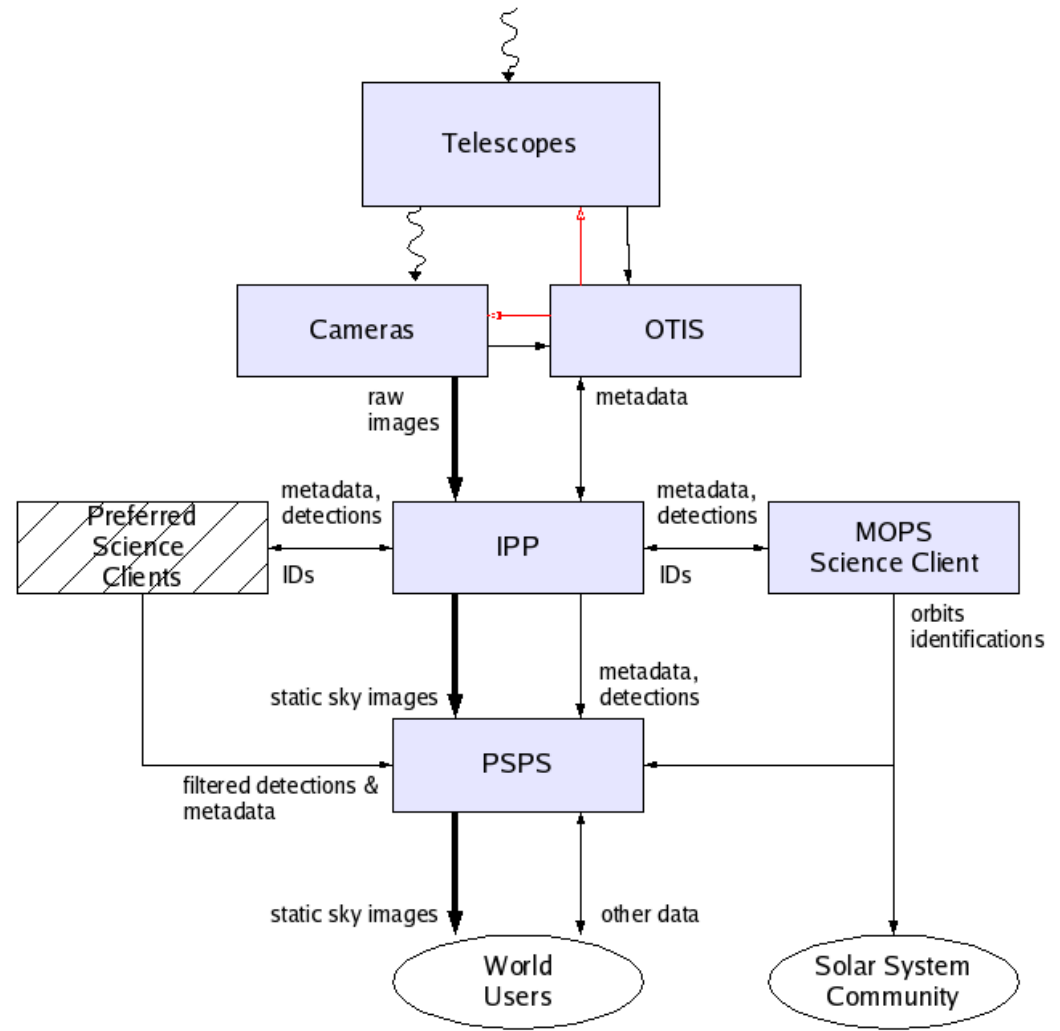 Telescopes
Cameras
OTIS
raw
images
metadata
metadata,
detections
metadata,
detections
Preferred
Science
Clients
IPP
MOPS
Science Client
IDs
IDs
orbits
identifications
static sky images
metadata,
detections
PSPS
filtered detections &
metadata
static sky images
other data
World
Users
Solar System
Community